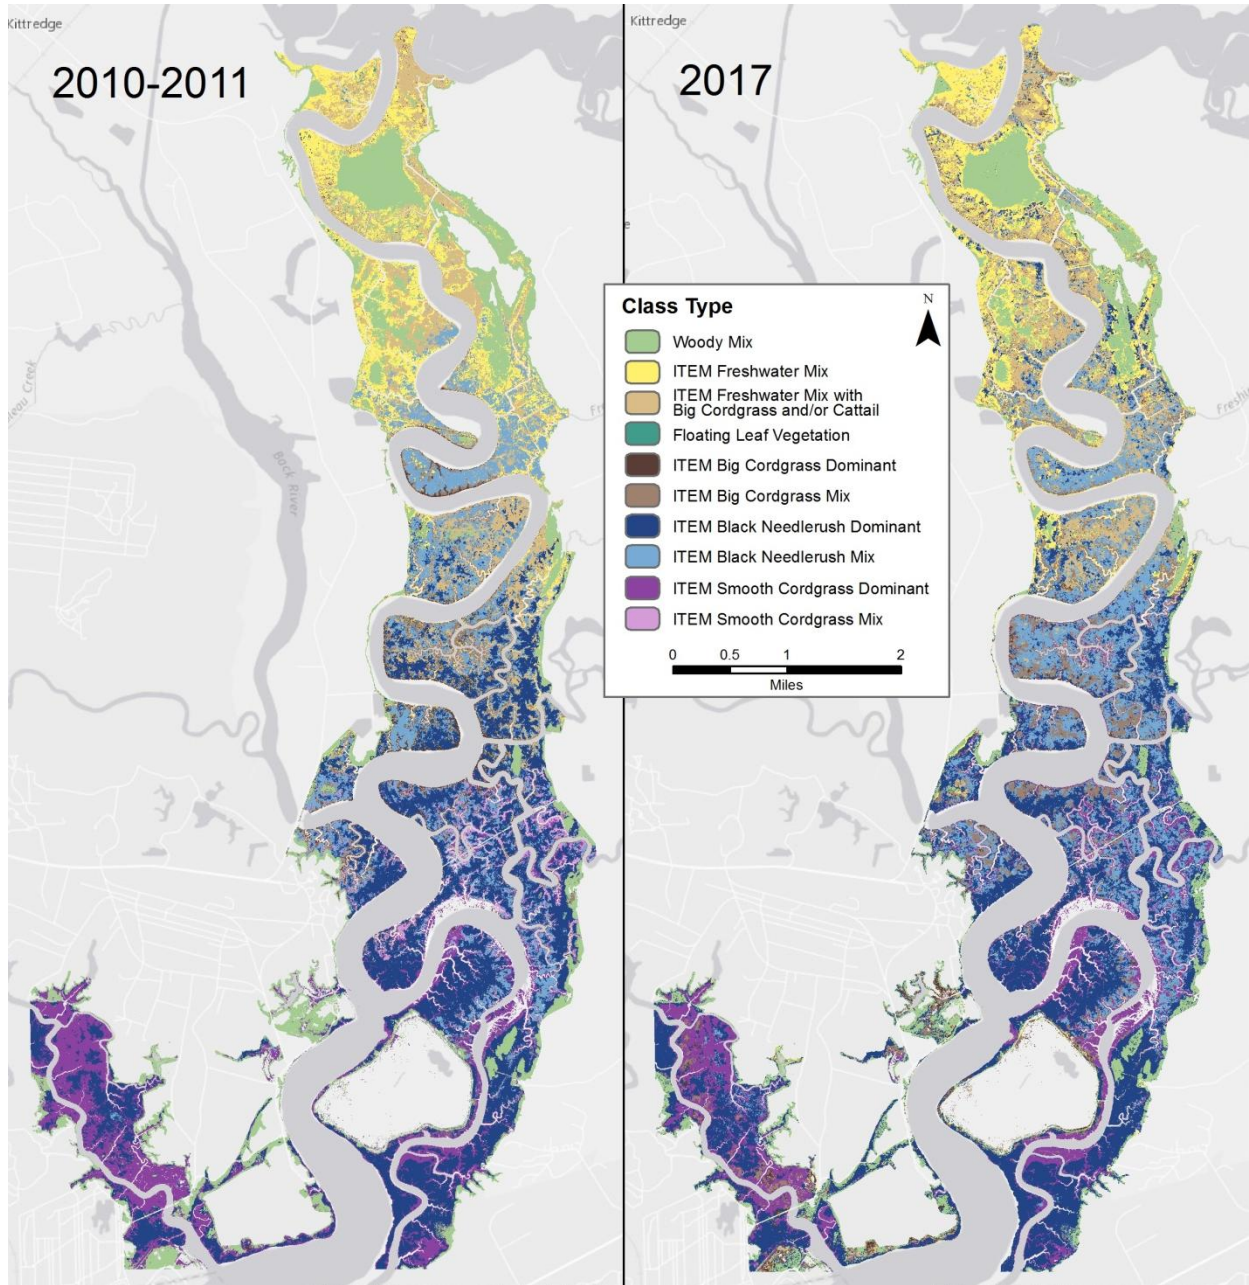 Kittredge
2010-2011
Back River
Kittredge
2017
Class Type
N
Woody Mix
ITEM Freshwater Mix
ITEM Freshwater Mix with
Big Cordgrass and/or Cattail
Floating Leaf Vegetation
ITEM Big Cordgrass Dominant
ITEM Big Cordgrass Mix
ITEM Black Needlerush Dominant
ITEM Black Needlerush Mix
ITEM Smooth Cordgrass Dominant
ITEM Smooth Cordgrass Mix
0 0.5 1 2
Miles